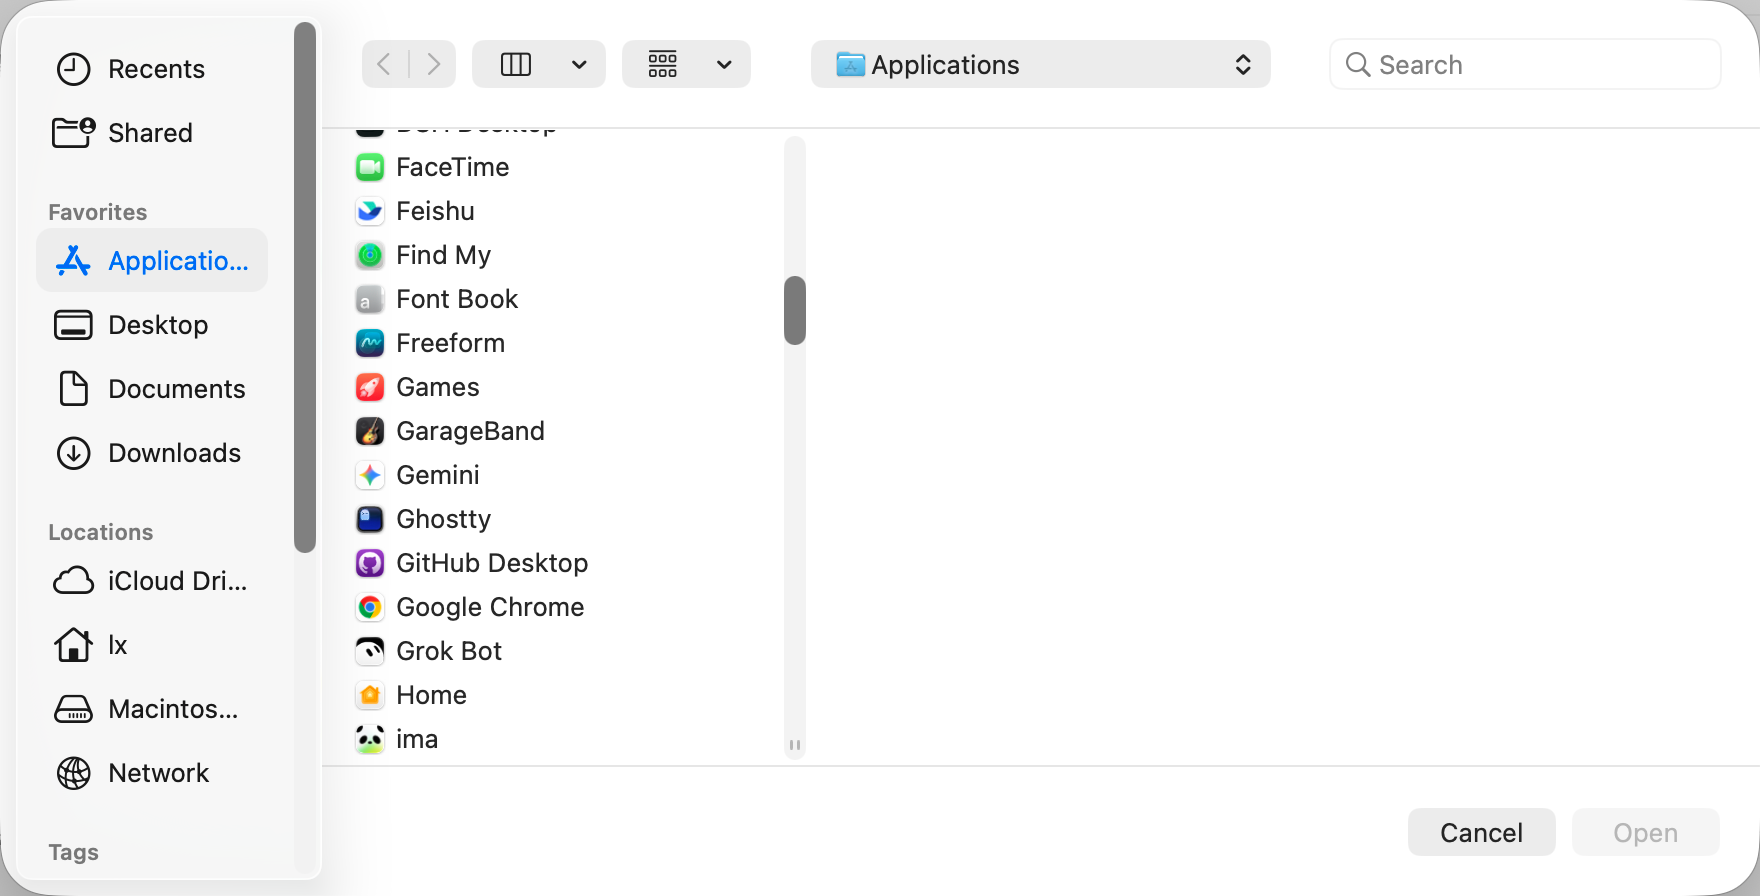 Recents
Shared
Favorites
Applicatio...
Desktop
Documents
Downloads
Locations
iCloud Dri...
lx
Macintos...
Network
Tags
Applications
Search
FaceTime
Feishu
Find My
Font Book
Freeform
Games
GarageBand
Gemini
Ghostty
GitHub Desktop
Google Chrome
Grok Bot
Home
ima
Cancel
Open